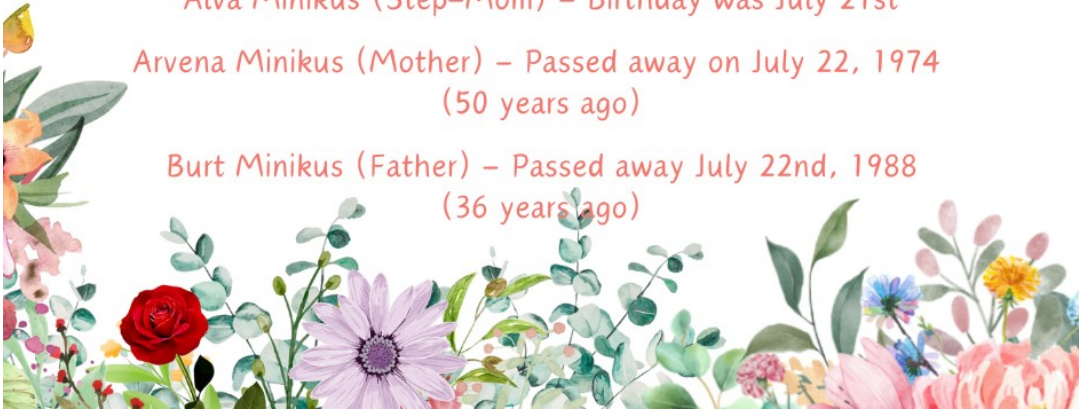 Alva Minikus (Step-Mom) – Birthday was July 21st
Arvena Minikus (Mother) – Passed away on July 22, 1974
(50 years ago)
Burt Minikus (Father) – Passed away July 22nd, 1988
(36 years ago)